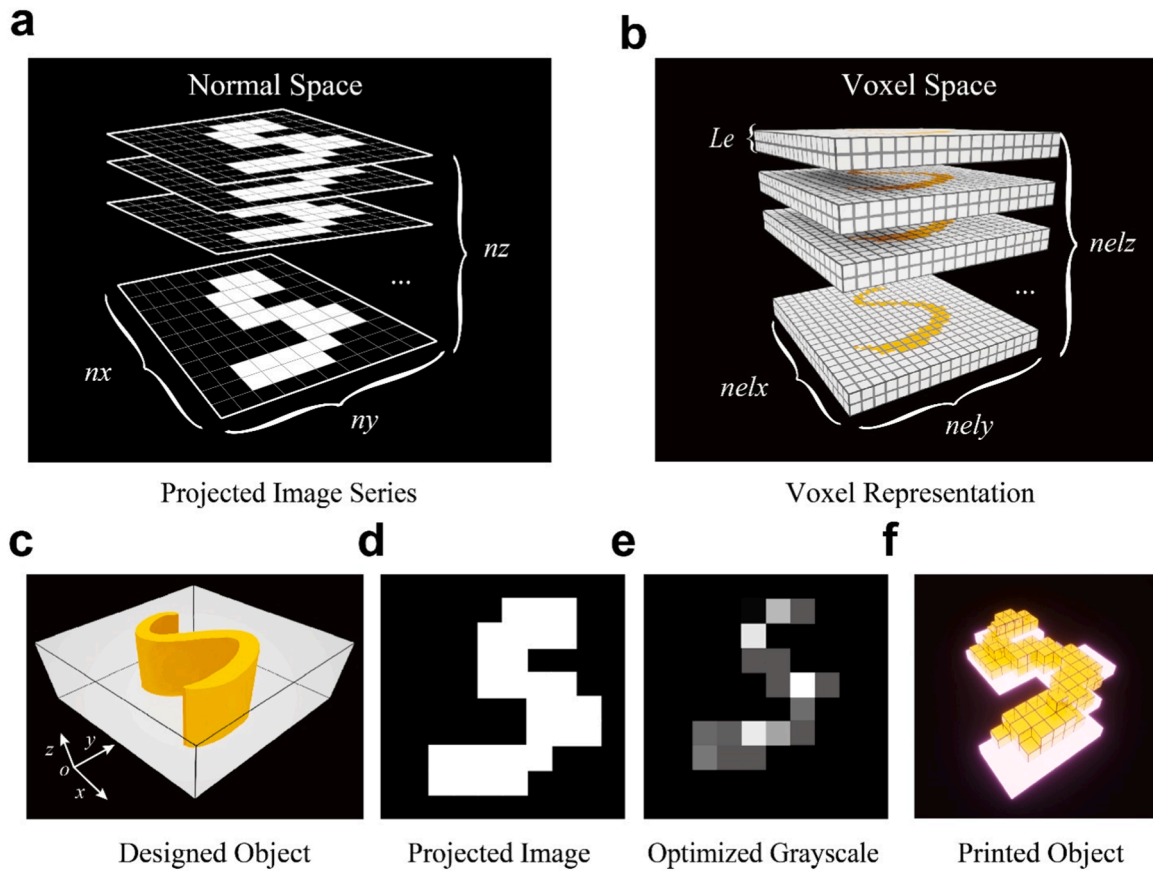 a
b
Normal Space
nz
...
nx
ny
Projected Image Series
Voxel Space
Le
nelz
...
nelx
nely
Voxel Representation
c
d
e
f
z
y
o
x
Designed Object
Projected Image
Optimized Grayscale
Printed Object